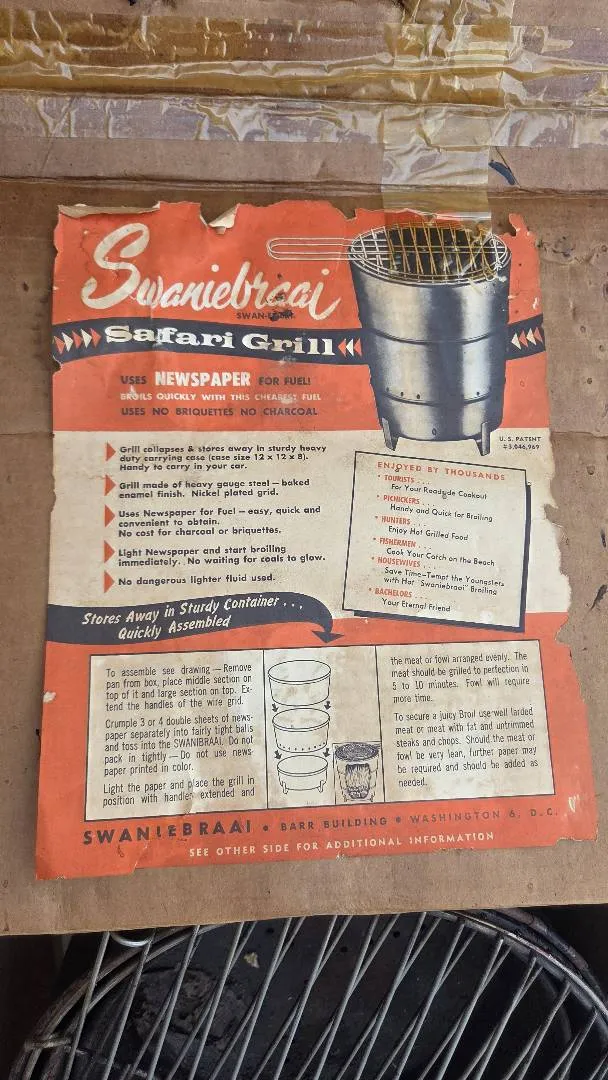 Swaniebraai
SWAN-E-BRAI
Safari Grill
USES NEWSPAPER FOR FUEL!
BROILS QUICKLY WITH THIS CHEAPEST FUEL
USES NO BRIQUETTES NO CHARCOAL
U. S. PATENT
#3,046,969
Grill collapses & stores away in sturdy heavy
duty carrying case (case size 12 x 12 x 8).
Handy to carry in your car.
Grill made of heavy gauge steel — baked
enamel finish. Nickel plated grid.
Uses Newspaper for Fuel — easy, quick and
convenient to obtain.
No cost for charcoal or briquettes.
Light Newspaper and start broiling
immediately. No waiting for coals to glow.
No dangerous lighter fluid used.
ENJOYED BY THOUSANDS
• TOURISTS . . .
For Your Roadside Cookout
• PICNICKERS . . .
Handy and Quick for Broiling
• HUNTERS . . .
Enjoy Hot Grilled Food
• FISHERMEN . . .
Cook Your Catch on the Beach
• HOUSEWIVES . . .
Save Time—Tempt the Youngsters
with Hot "Swaniebraai" Broiling
• BACHELORS . . .
Your Eternal Friend
Stores Away in Sturdy Container . . .
Quickly Assembled
To assemble see drawing — Remove
pan from box, place middle section on
top of it and large section on top. Ex-
tend the handles of the wire grid.
Crumple 3 or 4 double sheets of news-
paper separately into fairly tight balls
and toss into the SWANIBRAAI. Do not
pack in tightly — Do not use news-
paper printed in color.
Light the paper and place the grill in
position with handles extended and
the meat or fowl arranged evenly. The
meat should be grilled to perfection in
5 to 10 minutes. Fowl will require
more time.
To secure a juicy Broil use well larded
meat or meat with fat and untrimmed
steaks and chops. Should the meat or
fowl be very lean, further paper may
be required and should be added as
needed.
SWANIEBRAAI • BARR BUILDING • WASHINGTON 6, D.C.
SEE OTHER SIDE FOR ADDITIONAL INFORMATION